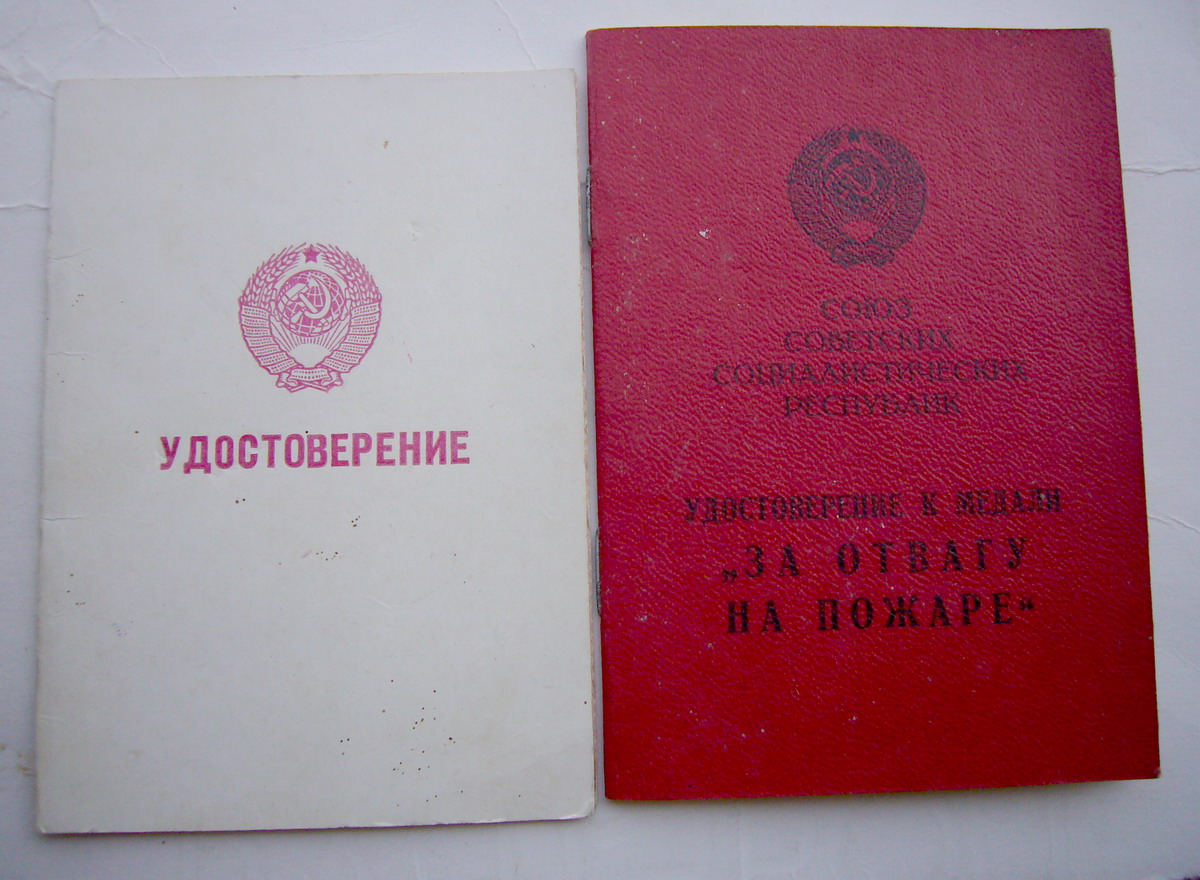 УДОСТОВЕРЕНИЕ
СОЮЗ
СОВЕТСКИХ
СОЦИАЛИСТИЧЕСКИХ
РЕСПУБЛИК
УДОСТОВЕРЕНИЕ К МЕДАЛИ
„ЗА ОТВАГУ
НА ПОЖАРЕ“